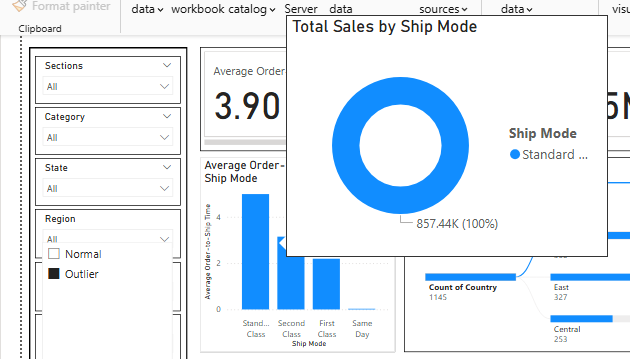 Format painter
data
workbook
catalog
Server
data
sources
data
visu
Clipboard
Total Sales by Ship Mode
Ship Mode
Standard ...
857.44K (100%)
Sections
All
Category
All
State
All
Region
All
Normal
Outlier
Average Order-
3.90
5M
Average Order-
Ship Mode
Average Order-to-Ship Time
4
2
0
Stand...
Class
Second
Class
First
Class
Same
Day
Ship Mode
Count of Country
1145
East
327
Central
253